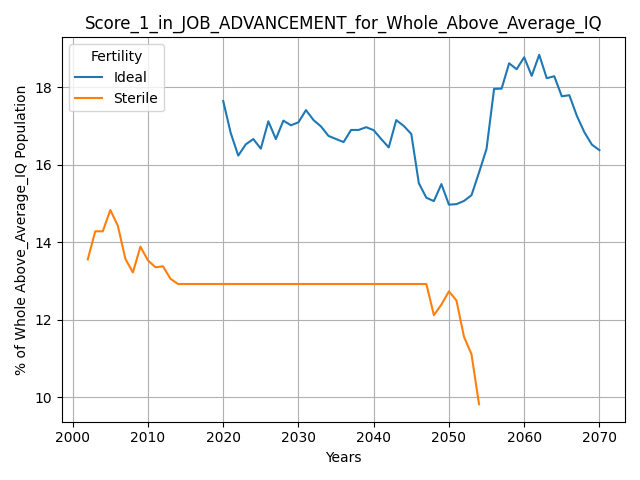 Score_1_in_JOB_ADVANCEMENT_for_Whole_Above_Average_IQ
Fertility
Ideal
Sterile
% of Whole Above_Average_IQ Population
18
16
14
12
10
2000 2010 2020 2030 2040 2050 2060 2070
Years